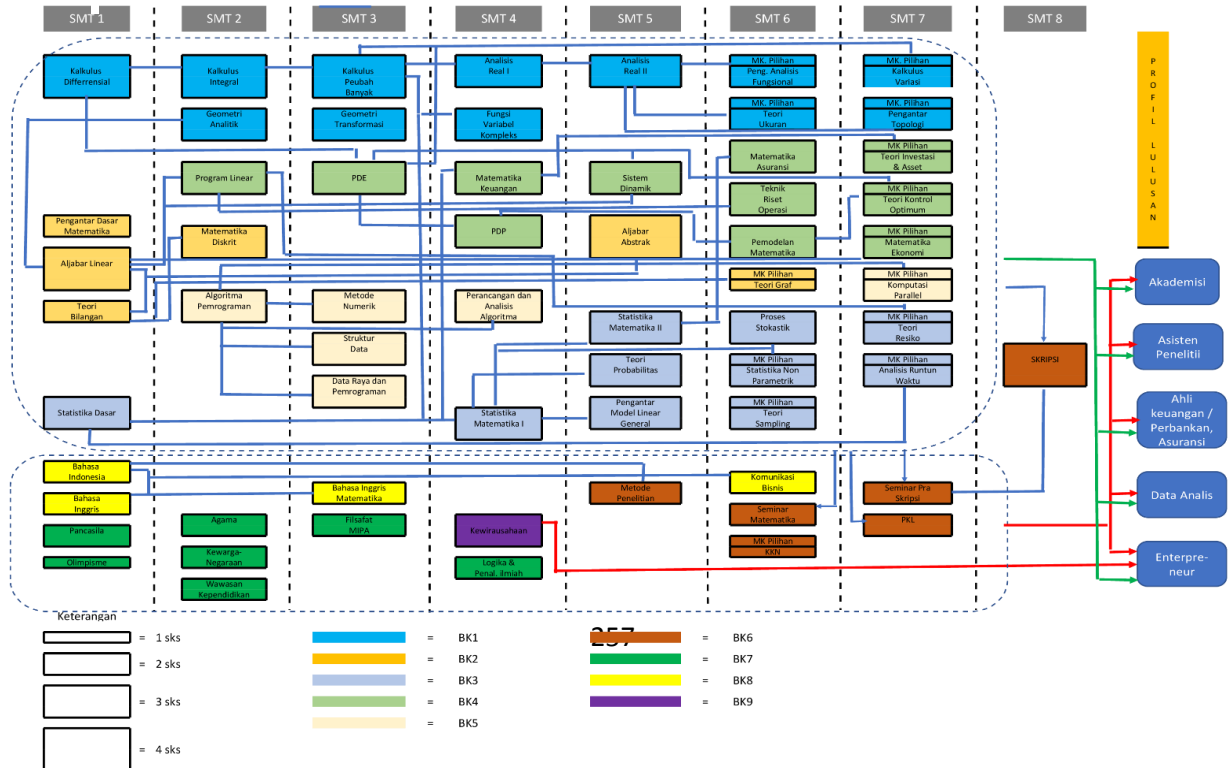 SMT 1
SMT 2
SMT 3
SMT 4
SMT 5
SMT 6
SMT 7
SMT 8
Kalkulus
Differrensial
Kalkulus
Integral
Kalkulus
Peubah
Banyak
Analisis
Real I
Analisis
Real II
MK. Pilihan
Peng. Analisis
Fungsional
MK. Pilihan
Kalkulus
Variasi
Geometri
Analitik
Geometri
Transformasi
Fungsi
Variabel
Kompleks
MK. Pilihan
Teori
Ukuran
MK. Pilihan
Pengantar
Topologi
Program Linear
PDE
Matematika
Keuangan
Sistem
Dinamik
Matematika
Asuransi
MK Pilihan
Teori Investasi
& Asset
Teknik
Riset
Operasi
MK Pilihan
Teori Kontrol
Optimum
Pengantar Dasar
Matematika
Matematika
Diskrit
PDP
Aljabar
Abstrak
Pemodelan
Matematika
MK Pilihan
Matematika
Ekonomi
Aljabar Linear
MK Pilihan
Teori Graf
MK Pilihan
Komputasi
Parallel
Teori
Bilangan
Algoritma
Pemrograman
Metode
Numerik
Perancangan dan
Analisis
Algoritma
Statistika
Matematika II
Proses
Stokastik
MK Pilihan
Teori
Resiko
Struktur
Data
Teori
Probabilitas
MK Pilihan
Statistika Non
Parametrik
MK Pilihan
Analisis Runtun
Waktu
SKRIPSI
Data Raya dan
Pemrograman
Statistika Dasar
Statistika
Matematika I
Pengantar
Model Linear
General
MK Pilihan
Teori
Sampling
Bahasa
Indonesia
Bahasa
Inggris
Bahasa Inggris
Matematika
Metode
Penelitian
Komunikasi
Bisnis
Seminar Pra
Skripsi
Pancasila
Agama
Filsafat
MIPA
Kewirausahaan
Seminar
Matematika
PKL
Olimpisme
Kewarga-
Negaraan
Logika &
Penal. Ilmiah
MK Pilihan
KKN
Wawasan
Kependidikan
PROFIL LULUSAN
Akademisi
Asisten
Penelitii
Ahli
keuangan /
Perbankan,
Asuransi
Data Analis
Enterpre-
neur
Keterangan
= 1 sks
= 2 sks
= 3 sks
= 4 sks
= BK1
= BK2
= BK3
= BK4
= BK5
257
= BK6
= BK7
= BK8
= BK9